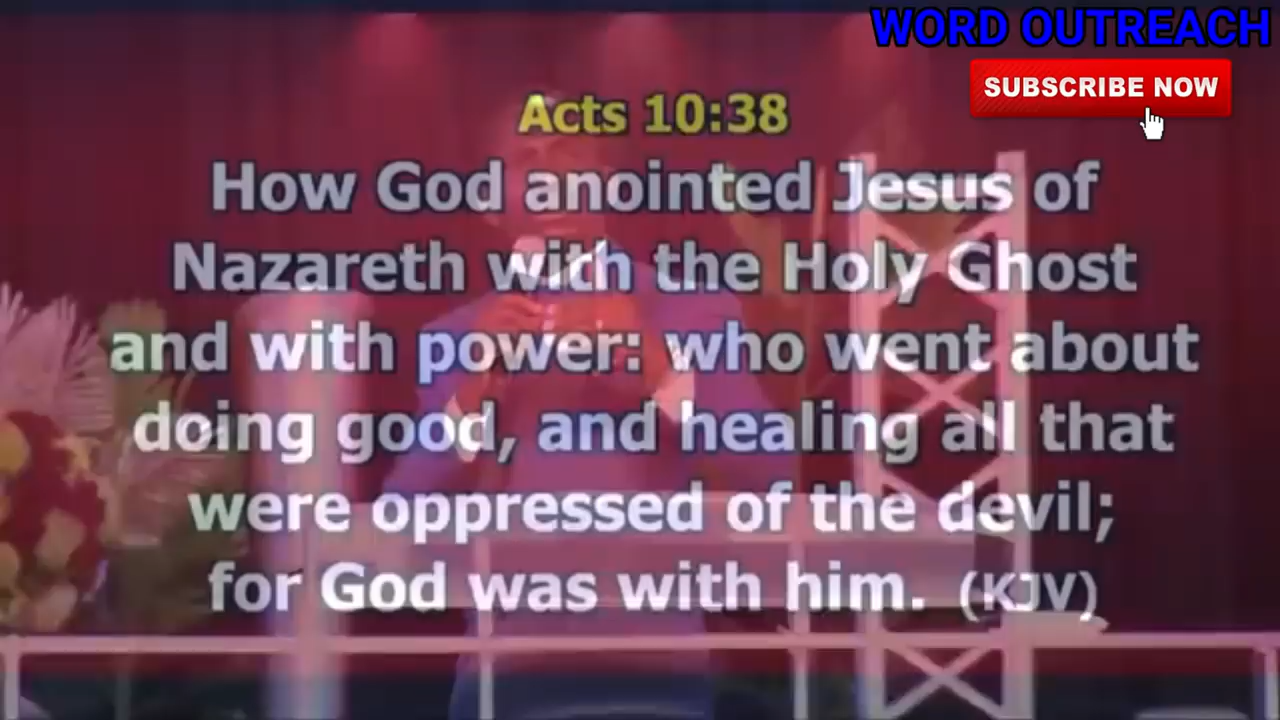 WORD OUTREACH
SUBSCRIBE NOW
Acts 10:38
How God anointed Jesus of
Nazareth with the Holy Ghost
and with power: who went about
doing good, and healing all that
were oppressed of the devil;
for God was with him. (KJV)